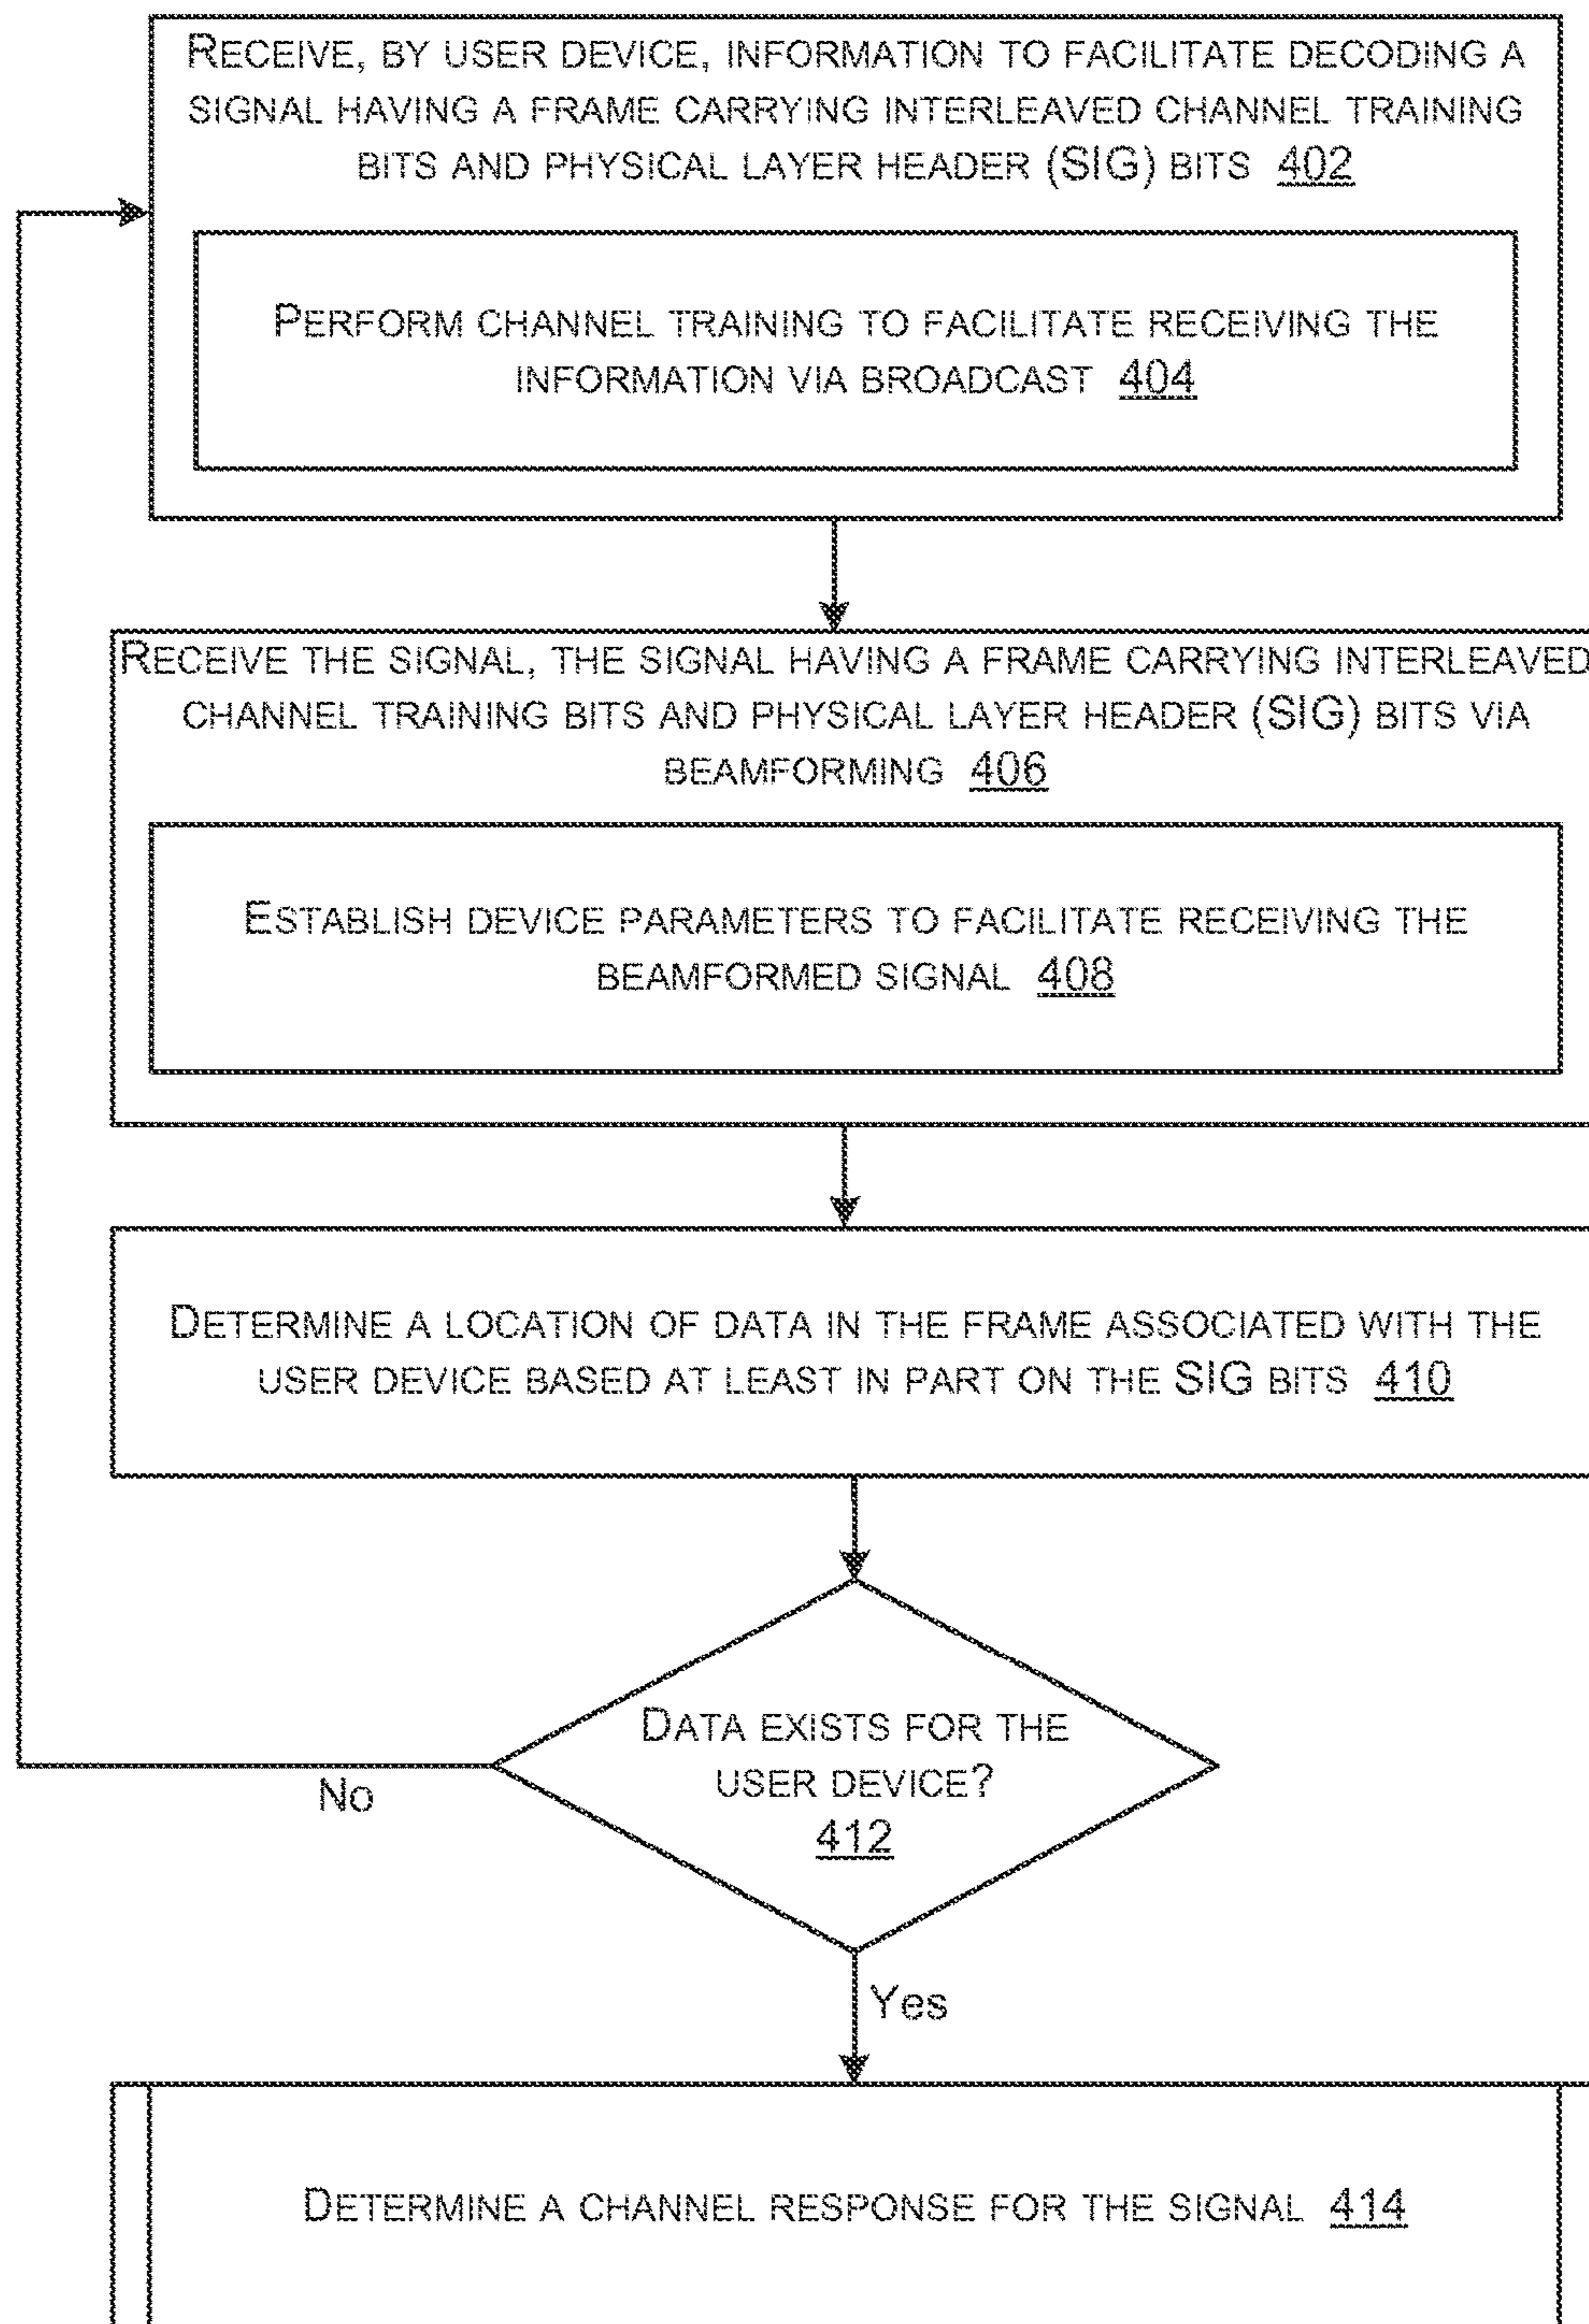 RECEIVE, BY USER DEVICE, INFORMATION TO FACILITATE DECODING A
SIGNAL HAVING A FRAME CARRYING INTERLEAVED CHANNEL TRAINING
BITS AND PHYSICAL LAYER HEADER (SIG) BITS 402
PERFORM CHANNEL TRAINING TO FACILITATE RECEIVING THE
INFORMATION VIA BROADCAST 404
RECEIVE THE SIGNAL, THE SIGNAL HAVING A FRAME CARRYING INTERLEAVED
CHANNEL TRAINING BITS AND PHYSICAL LAYER HEADER (SIG) BITS VIA
BEAMFORMING 406
ESTABLISH DEVICE PARAMETERS TO FACILITATE RECEIVING THE
BEAMFORMED SIGNAL 408
DETERMINE A LOCATION OF DATA IN THE FRAME ASSOCIATED WITH THE
USER DEVICE BASED AT LEAST IN PART ON THE SIG BITS 410
DATA EXISTS FOR THE
USER DEVICE?
412
No
Yes
DETERMINE A CHANNEL RESPONSE FOR THE SIGNAL 414